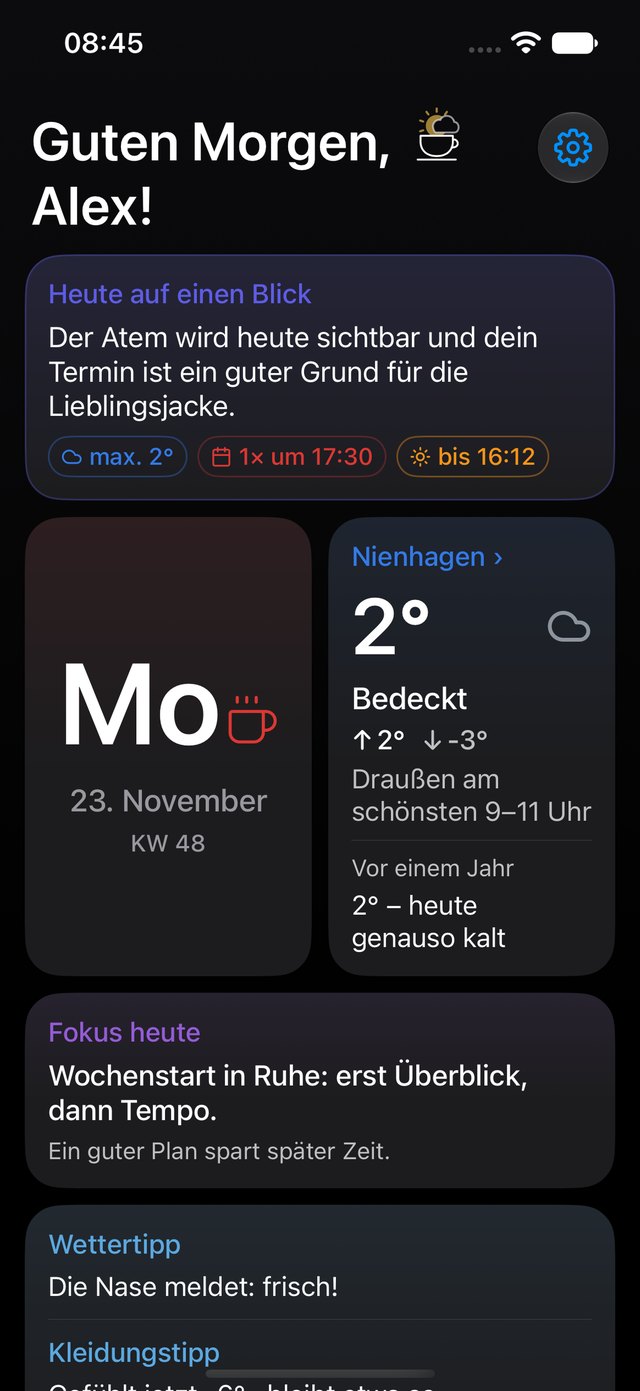 08:45
Guten Morgen,
Alex!
Heute auf einen Blick
Der Atem wird heute sichtbar und dein
Termin ist ein guter Grund für die
Lieblingsjacke.
max. 2°
1× um 17:30
bis 16:12
Mo
23. November
KW 48
Nienhagen ›
2°
Bedeckt
↑ 2° ↓ -3°
Draußen am
schönsten 9–11 Uhr
Vor einem Jahr
2° – heute
genauso kalt
Fokus heute
Wochenstart in Ruhe: erst Überblick,
dann Tempo.
Ein guter Plan spart später Zeit.
Wettertipp
Die Nase meldet: frisch!
Kleidungstipp